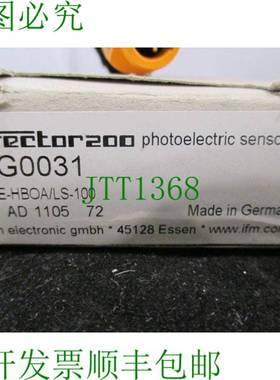 图必究
ector200 photoelectric senso
G0031
E-HBOA/LS-100
JTT1368
AD 1105 72
Made in Germa
n electronic gmbh * 45128 Essen * www.ifm.com
开发票顺丰包邮